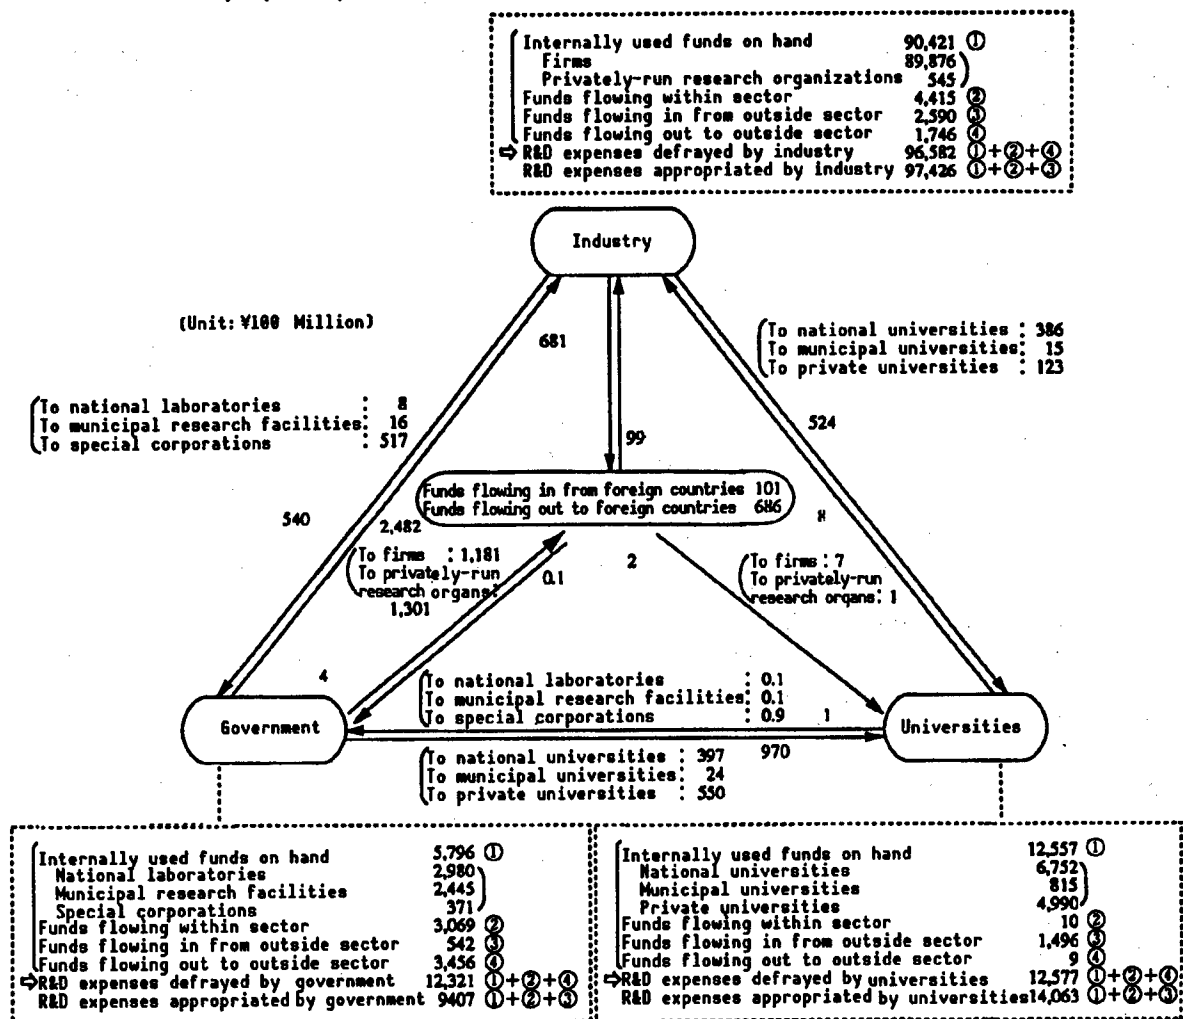 Internally used funds on hand 90,421 ①
Firms 89,876
Privately-run research organizations 545
Funds flowing within sector 4,415 ②
Funds flowing in from outside sector 2,590 ③
Funds flowing out to outside sector 1,746 ④
⇨ R&D expenses defrayed by industry 96,582 ①+②+④
R&D expenses appropriated by industry 97,426 ①+②+③
Industry
(Unit: ¥100 Million)
681
To national universities : 386
To municipal universities: 15
To private universities : 123
To national laboratories : 8
To municipal research facilities: 16
To special corporations : 517
524
99
Funds flowing in from foreign countries 101
Funds flowing out to foreign countries 686
540
2,482
8
To firms : 1,181
To privately-run
research organs:
1,301
0.1
2
To firms: 7
To privately-run
research organs: 1
4
To national laboratories : 0.1
To municipal research facilities: 0.1
To special corporations : 0.9
1
Government
Universities
970
To national universities : 397
To municipal universities: 24
To private universities : 550
Internally used funds on hand 5,796 ①
National laboratories 2,980
Municipal research facilities 2,445
Special corporations 371
Funds flowing within sector 3,069 ②
Funds flowing in from outside sector 542 ③
Funds flowing out to outside sector 3,456 ④
⇨R&D expenses defrayed by government 12,321 ①+②+④
R&D expenses appropriated by government 9407 ①+②+③
Internally used funds on hand 12,557 ①
National universities 6,752
Municipal universities 815
Private universities 4,990
Funds flowing within sector 10 ②
Funds flowing in from outside sector 1,496 ③
Funds flowing out to outside sector 9 ④
⇨R&D expenses defrayed by universities 12,577 ①+②+④
R&D expenses appropriated by universities 14,063 ①+②+③